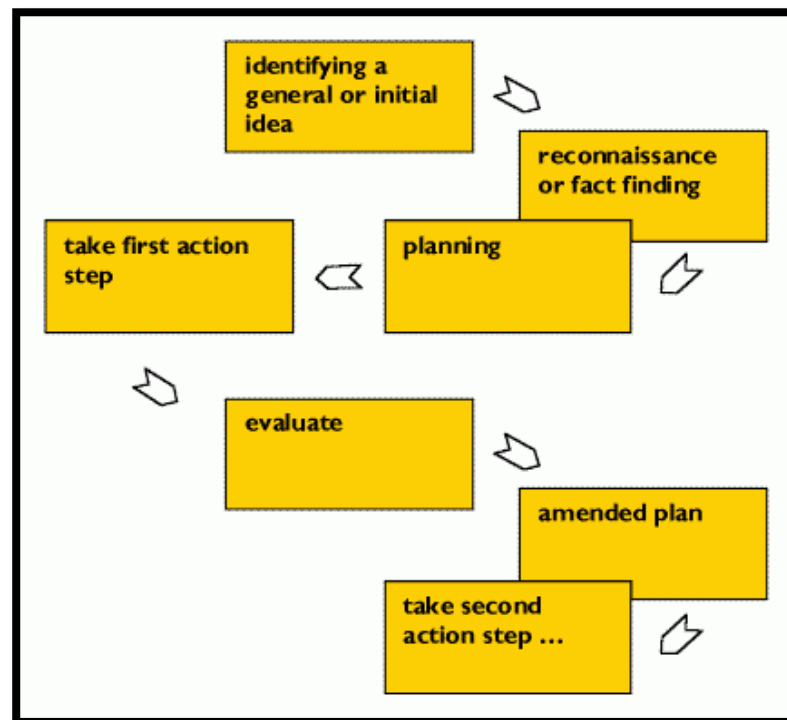 identifying a
general or initial
idea
reconnaissance
or fact finding
planning
take first action
step
evaluate
amended plan
take second
action step ...